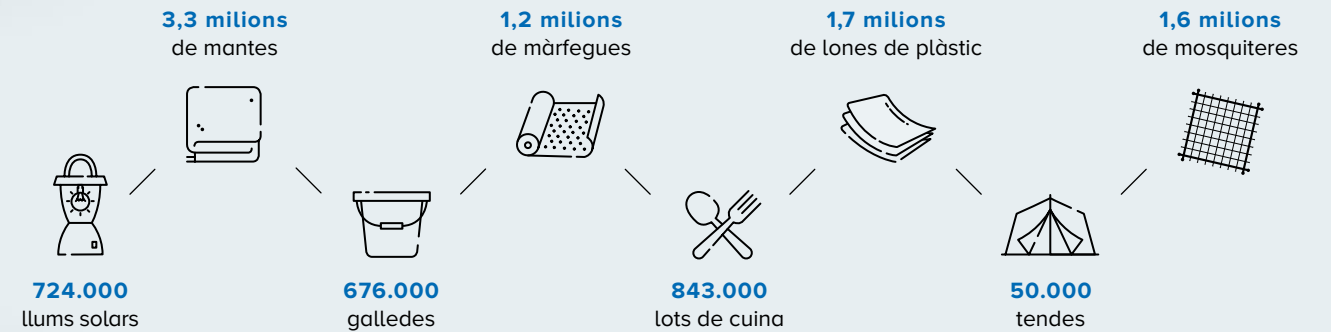 3,3 milions
de mantes
1,2 milions
de màrfegues
1,7 milions
de lones de plàstic
1,6 milions
de mosquiteres
724.000
llums solars
676.000
galledes
843.000
lots de cuina
50.000
tendes